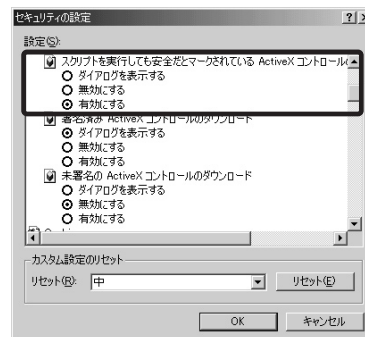 セキュリティの設定
設定(S):
スクリプトを実行しても安全だとマークされている ActiveX コントロール
ダイアログを表示する
無効にする
有効にする
署名済み ActiveX コントロールのダウンロード
ダイアログを表示する
無効にする
有効にする
未署名の ActiveX コントロールのダウンロード
ダイアログを表示する
無効にする
有効にする
カスタム設定のリセット
リセット(R): 中 リセット(E)
OK キャンセル